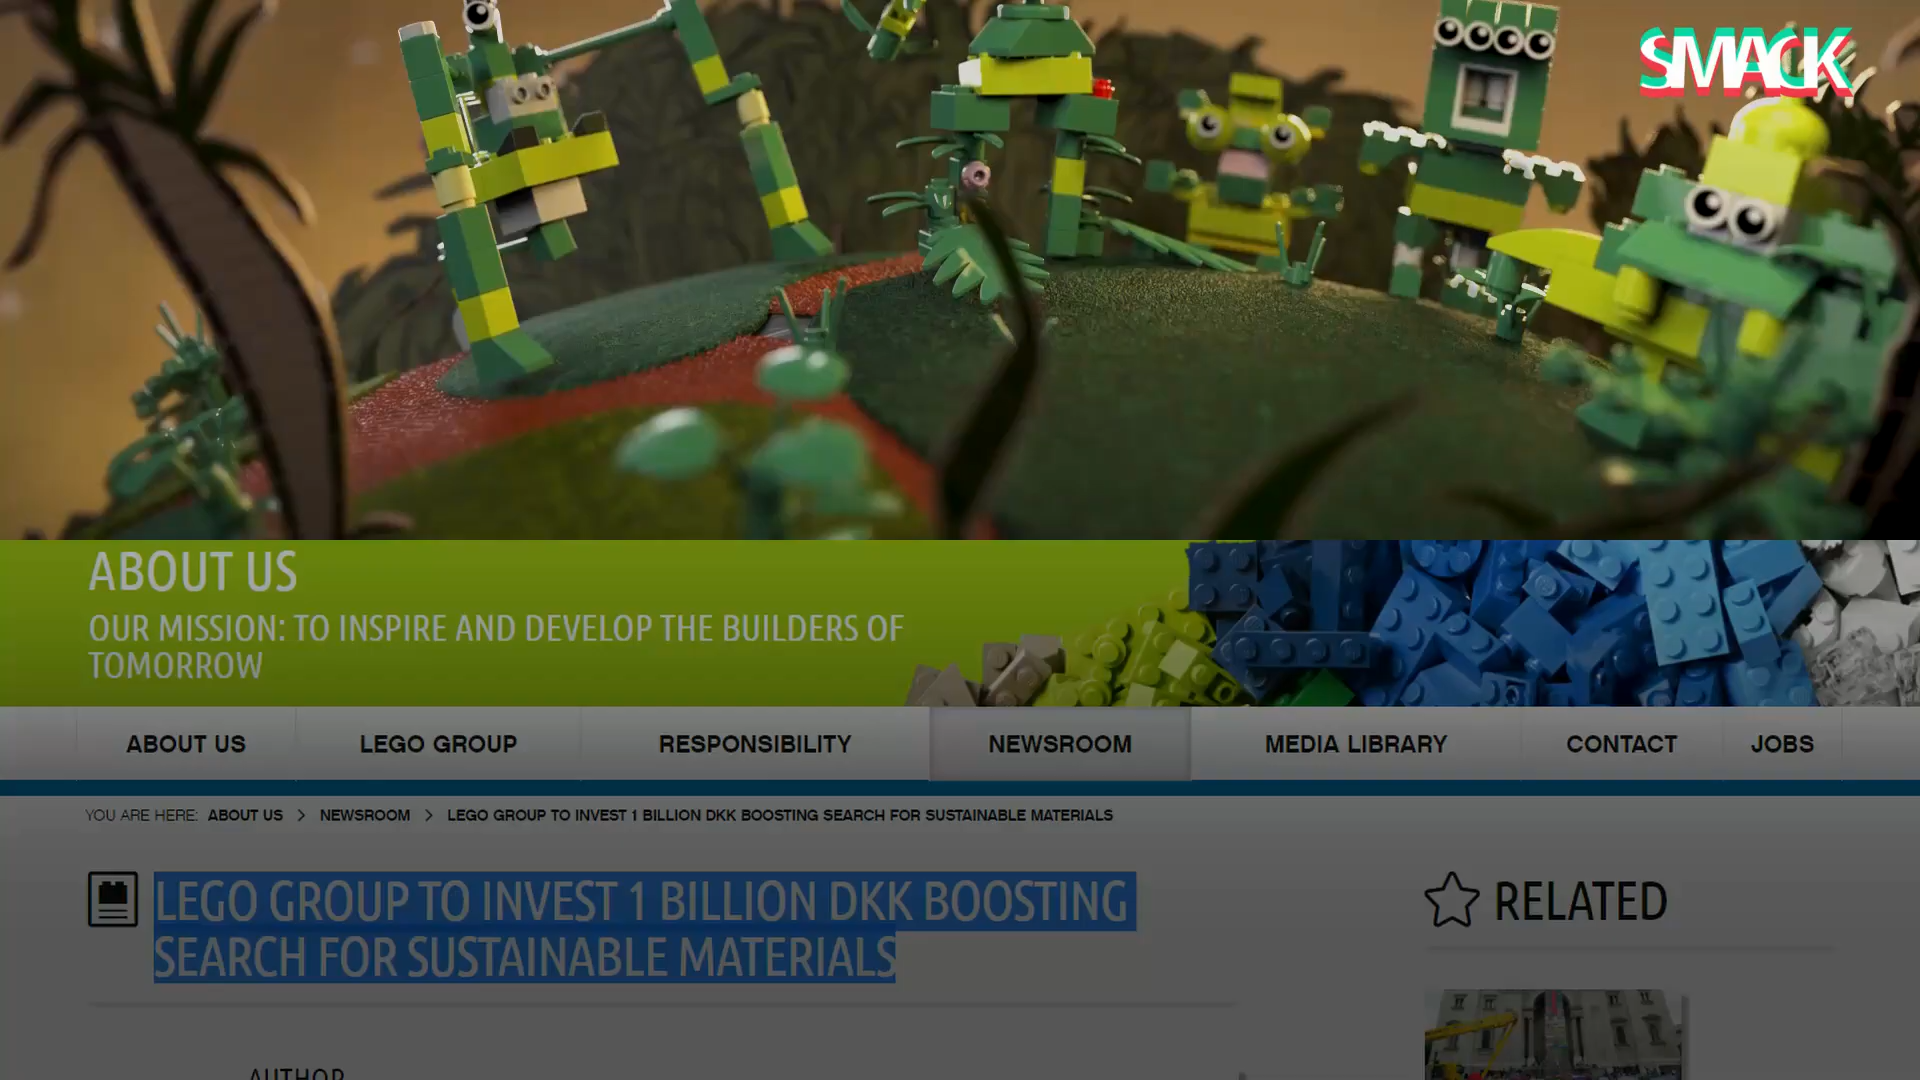 SMACK
ABOUT US
OUR MISSION: TO INSPIRE AND DEVELOP THE BUILDERS OF
TOMORROW
ABOUT US LEGO GROUP RESPONSIBILITY NEWSROOM MEDIA LIBRARY CONTACT JOBS
YOU ARE HERE: ABOUT US > NEWSROOM > LEGO GROUP TO INVEST 1 BILLION DKK BOOSTING SEARCH FOR SUSTAINABLE MATERIALS
LEGO GROUP TO INVEST 1 BILLION DKK BOOSTING
SEARCH FOR SUSTAINABLE MATERIALS
RELATED
AUTHOR